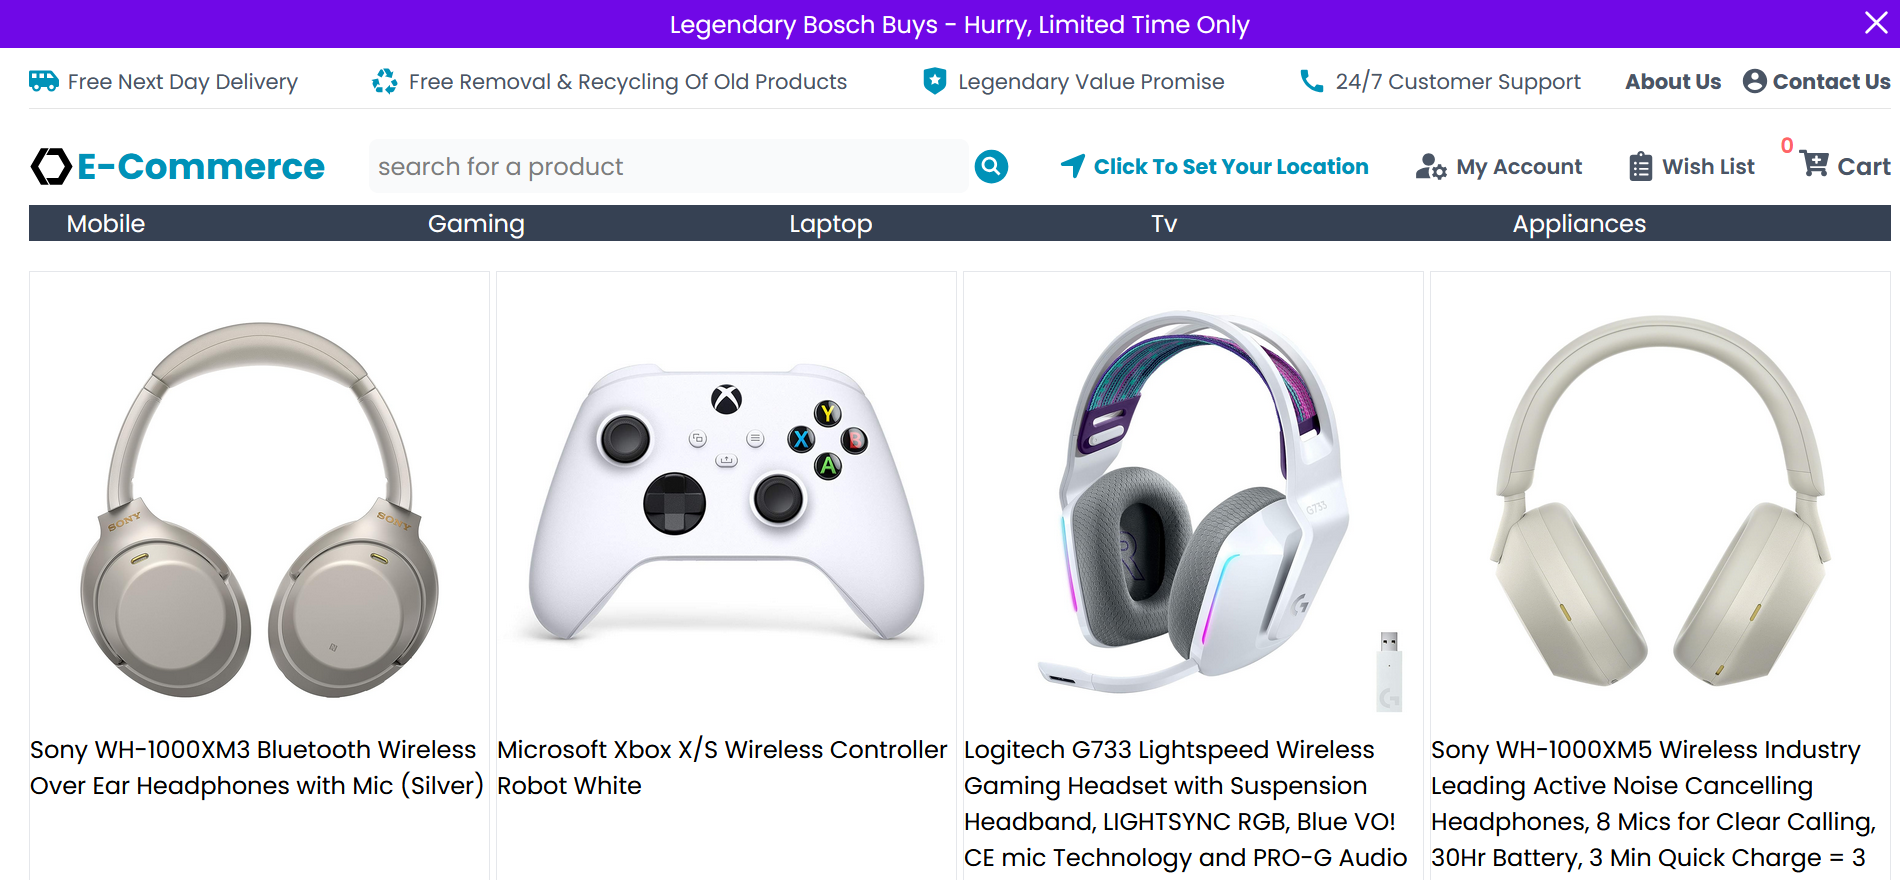 Legendary Bosch Buys - Hurry, Limited Time Only
Free Next Day Delivery
Free Removal & Recycling Of Old Products
Legendary Value Promise
24/7 Customer Support
About Us
Contact Us
E-Commerce
search for a product
Click To Set Your Location
My Account
Wish List
0
Cart
Mobile
Gaming
Laptop
Tv
Appliances
SONY
SONY
Y
X
B
A
G733
R
Sony WH-1000XM3 Bluetooth Wireless
Over Ear Headphones with Mic (Silver)
Microsoft Xbox X/S Wireless Controller
Robot White
Logitech G733 Lightspeed Wireless
Gaming Headset with Suspension
Headband, LIGHTSYNC RGB, Blue VO!
CE mic Technology and PRO-G Audio
Sony WH-1000XM5 Wireless Industry
Leading Active Noise Cancelling
Headphones, 8 Mics for Clear Calling,
30Hr Battery, 3 Min Quick Charge = 3